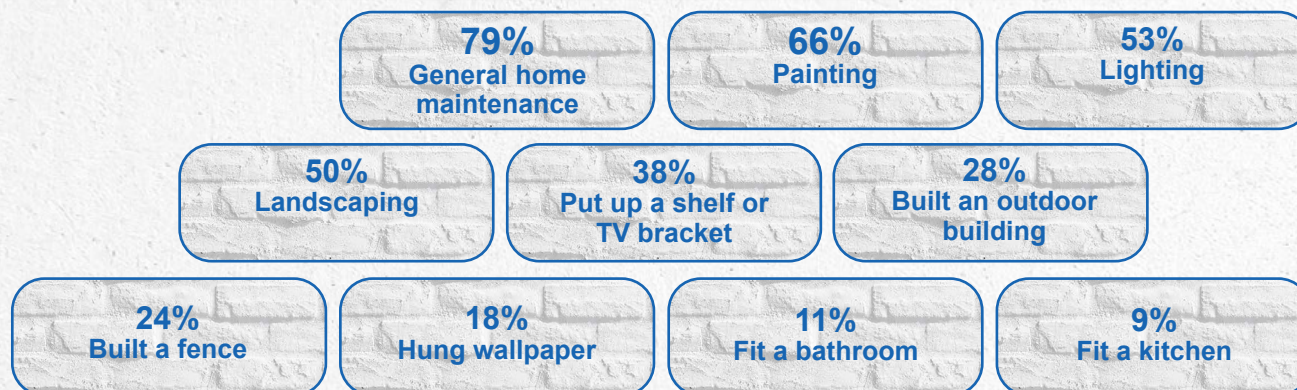 79%
General home
maintenance
66%
Painting
53%
Lighting
50%
Landscaping
38%
Put up a shelf or
TV bracket
28%
Built an outdoor
building
24%
Built a fence
18%
Hung wallpaper
11%
Fit a bathroom
9%
Fit a kitchen